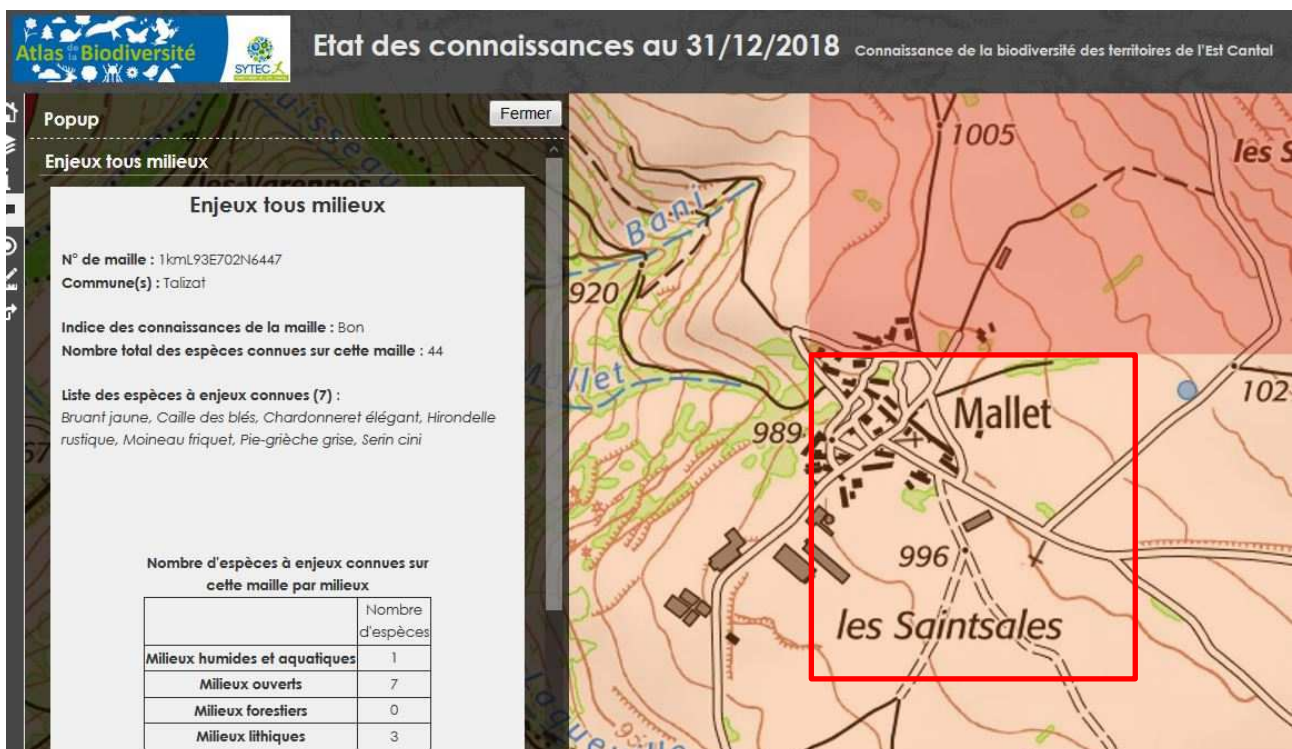 Atlas de la Biodiversité
SYTEC
Etat des connaissances au 31/12/2018 Connaissance de la biodiversité des territoires de l'Est Cantal
Popup
Fermer
Enjeux tous milieux
Enjeux tous milieux
N° de maille : 1kmL93E702N6447
Commune(s) : Talizat
Indice des connaissances de la maille : Bon
Nombre total des espèces connues sur cette maille : 44
Liste des espèces à enjeux connues (7) :
Bruant jaune, Caille des blés, Chardonneret élégant, Hirondelle
rustique, Moineau friquet, Pie-grièche grise, Serin cini
Nombre d'espèces à enjeux connues sur
cette maille par milieux
Nombre
d'espèces
Milieux humides et aquatiques 1
Milieux ouverts 7
Milieux forestiers 0
Milieux lithiques 3
1005
les S
Bani
920
Mallet
102
989
Mallet
996
les Saintsales